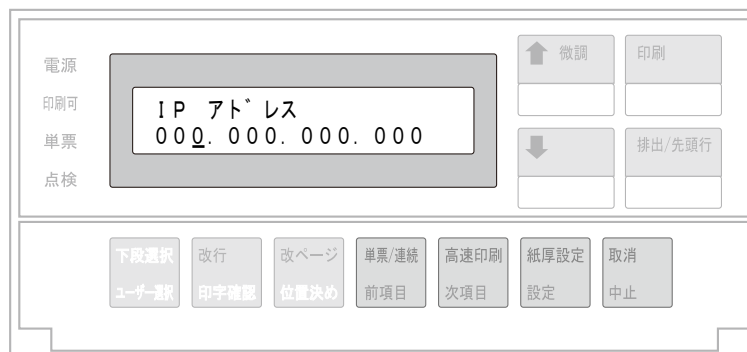 電源
印刷可
単票
点検
IP アドレス
000.000.000.000
微調
印刷
排出/先頭行
下段選択
ユーザー選択
改行
印字確認
改ページ
位置決め
単票/連続
前項目
高速印刷
次項目
紙厚設定
設定
取消
中止